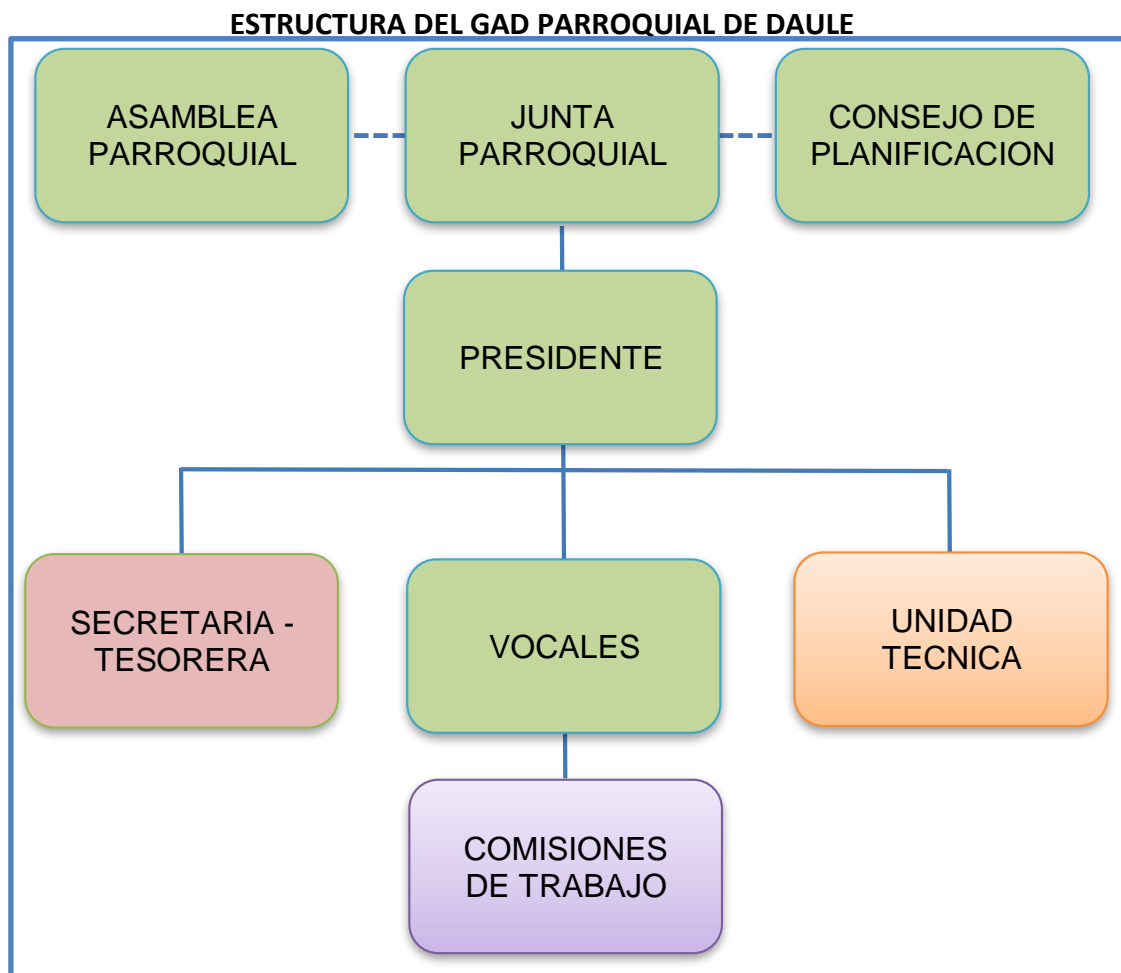 ESTRUCTURA DEL GAD PARROQUIAL DE DAULE
ASAMBLEA
PARROQUIAL
JUNTA
PARROQUIAL
CONSEJO DE
PLANIFICACION
PRESIDENTE
SECRETARIA -
TESORERA
VOCALES
UNIDAD
TECNICA
COMISIONES
DE TRABAJO